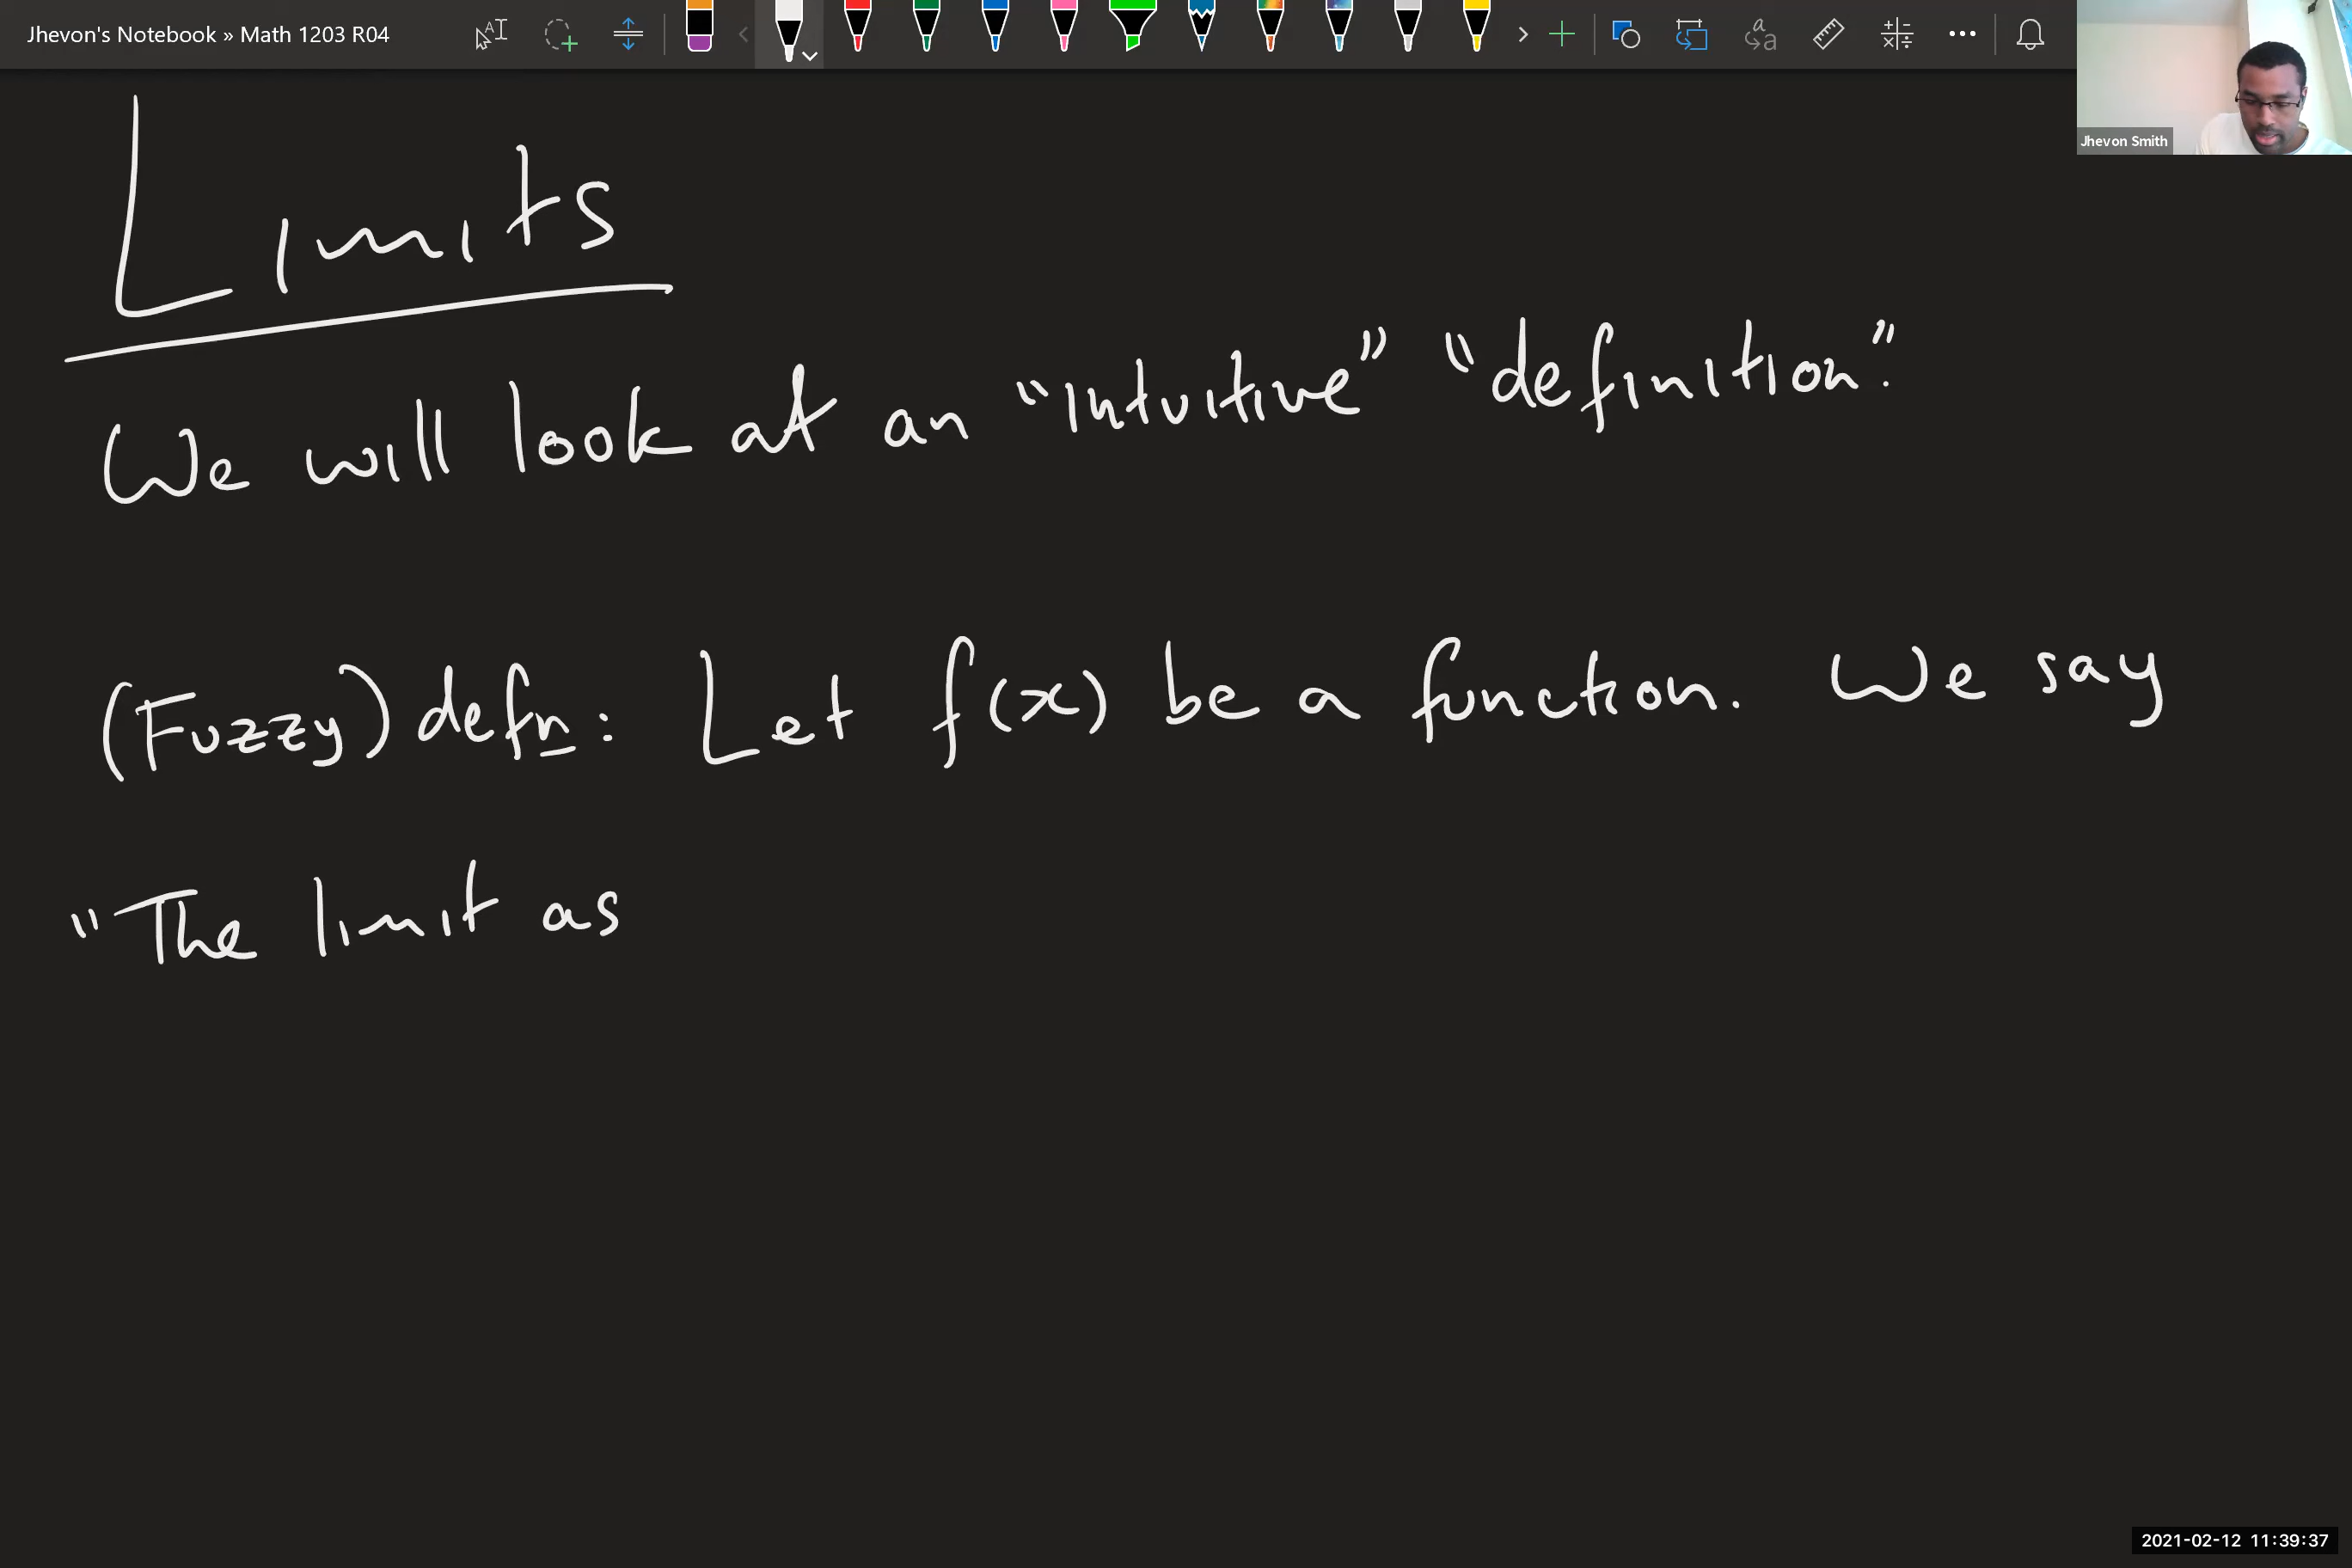 Jhevon's Notebook » Math 1203 R04
Jhevon Smith
Limits
We will look at an “intuitive” “definition”.
(Fuzzy) defn: Let f(x) be a function. We say
"The limit as
2021-02-12 11:39:37